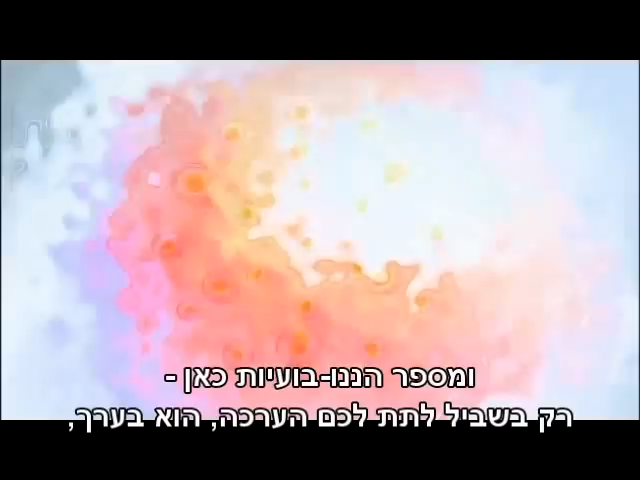 ומספר הננו-בועיות כאן -
רק בשביל לתת לכם הערכה, הוא בערך,